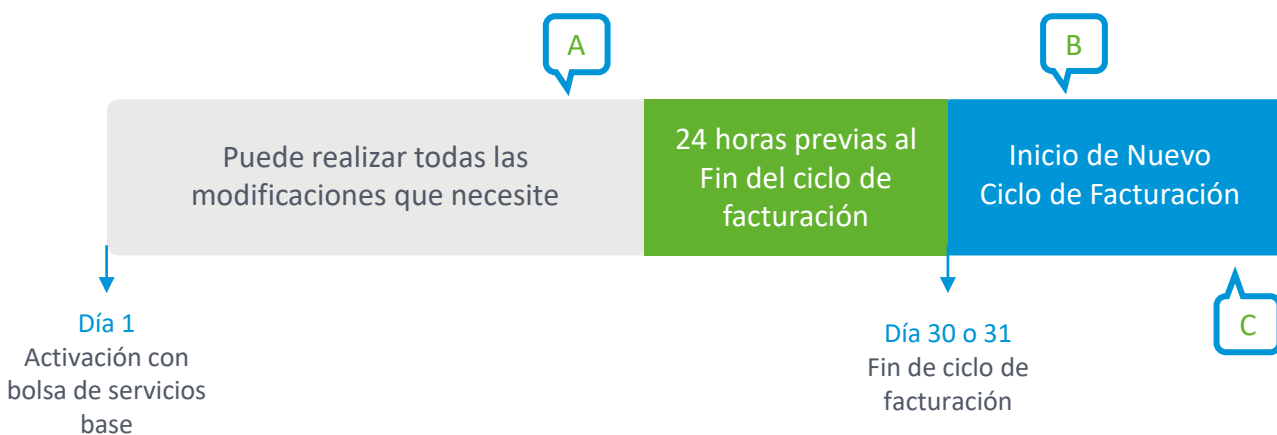 A
B
Puede realizar todas las
modificaciones que necesite
24 horas previas al
Fin del ciclo de
facturación
Inicio de Nuevo
Ciclo de Facturación
Día 1
Activación con
bolsa de servicios
base
Día 30 o 31
Fin de ciclo de
facturación
C